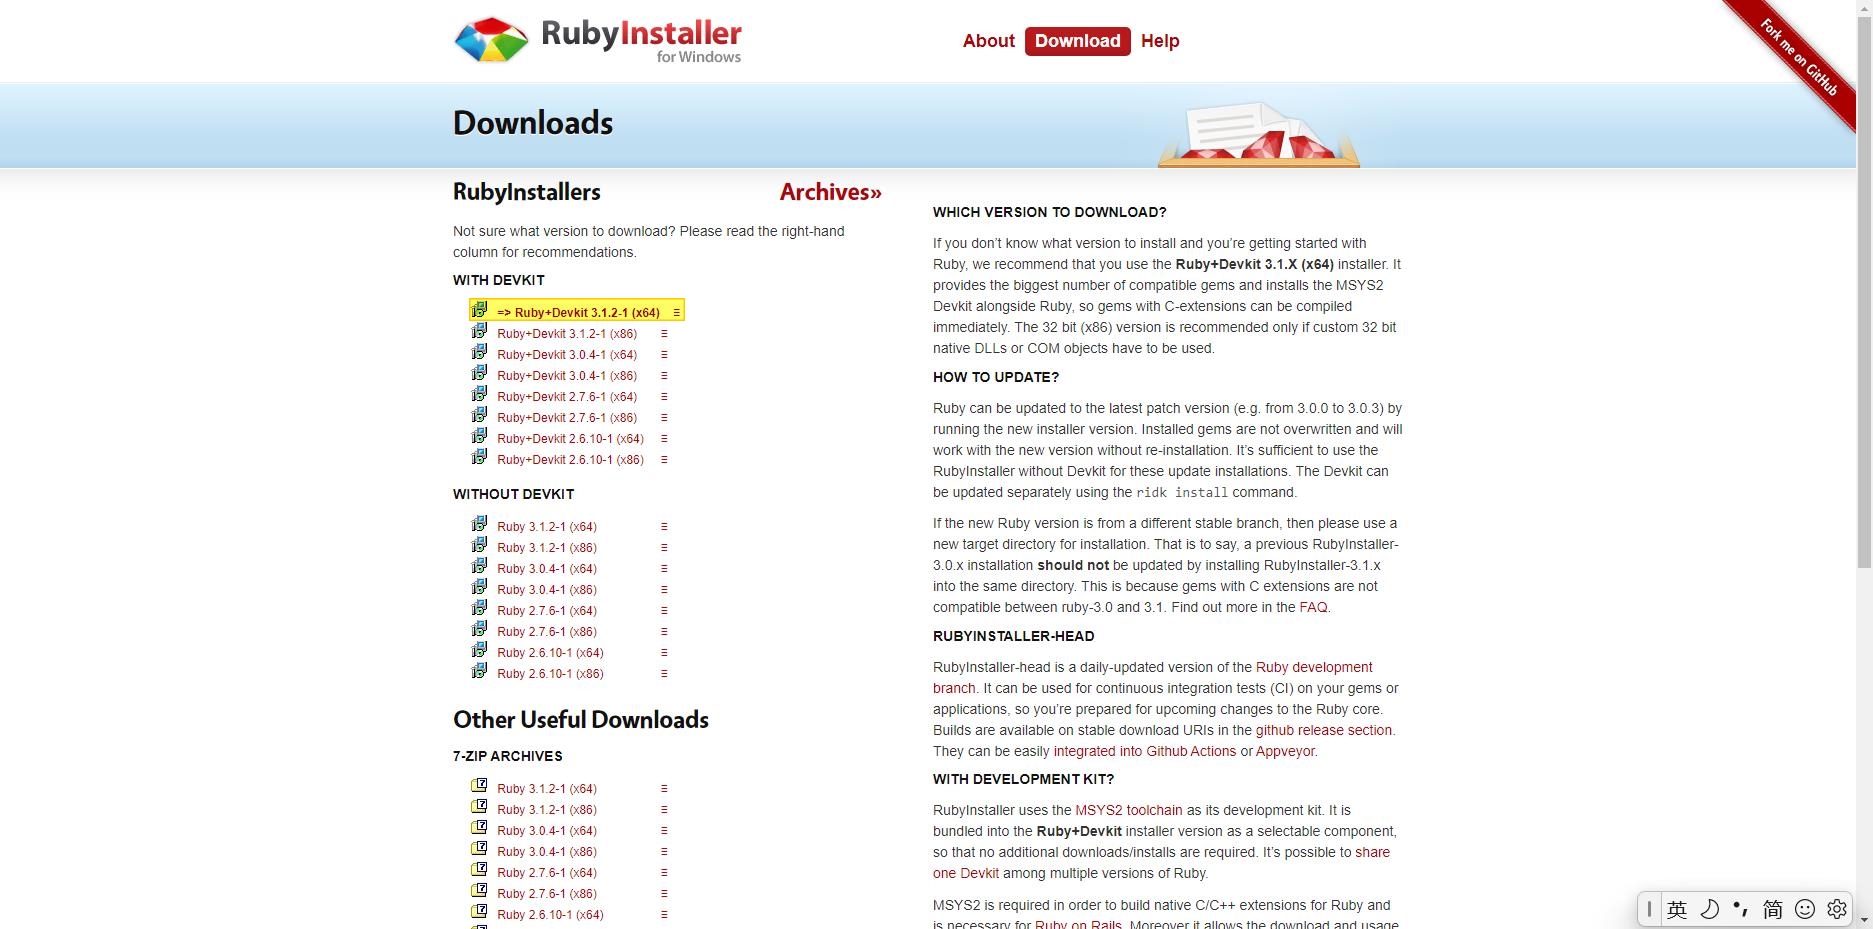 RubyInstaller
for Windows
About Download Help
Fork me on GitHub
Downloads
RubyInstallers Archives»
Not sure what version to download? Please read the right-hand
column for recommendations.
WITH DEVKIT
=> Ruby+Devkit 3.1.2-1 (x64)
Ruby+Devkit 3.1.2-1 (x86)
Ruby+Devkit 3.0.4-1 (x64)
Ruby+Devkit 3.0.4-1 (x86)
Ruby+Devkit 2.7.6-1 (x64)
Ruby+Devkit 2.7.6-1 (x86)
Ruby+Devkit 2.6.10-1 (x64)
Ruby+Devkit 2.6.10-1 (x86)
WITHOUT DEVKIT
Ruby 3.1.2-1 (x64)
Ruby 3.1.2-1 (x86)
Ruby 3.0.4-1 (x64)
Ruby 3.0.4-1 (x86)
Ruby 2.7.6-1 (x64)
Ruby 2.7.6-1 (x86)
Ruby 2.6.10-1 (x64)
Ruby 2.6.10-1 (x86)
Other Useful Downloads
7-ZIP ARCHIVES
Ruby 3.1.2-1 (x64)
Ruby 3.1.2-1 (x86)
Ruby 3.0.4-1 (x64)
Ruby 3.0.4-1 (x86)
Ruby 2.7.6-1 (x64)
Ruby 2.7.6-1 (x86)
Ruby 2.6.10-1 (x64)
WHICH VERSION TO DOWNLOAD?
If you don’t know what version to install and you’re getting started with
Ruby, we recommend that you use the Ruby+Devkit 3.1.X (x64) installer. It
provides the biggest number of compatible gems and installs the MSYS2
Devkit alongside Ruby, so gems with C-extensions can be compiled
immediately. The 32 bit (x86) version is recommended only if custom 32 bit
native DLLs or COM objects have to be used.
HOW TO UPDATE?
Ruby can be updated to the latest patch version (e.g. from 3.0.0 to 3.0.3) by
running the new installer version. Installed gems are not overwritten and will
work with the new version without re-installation. It’s sufficient to use the
RubyInstaller without Devkit for these update installations. The Devkit can
be updated separately using the ridk install command.
If the new Ruby version is from a different stable branch, then please use a
new target directory for installation. That is to say, a previous RubyInstaller-
3.0.x installation should not be updated by installing RubyInstaller-3.1.x
into the same directory. This is because gems with C extensions are not
compatible between ruby-3.0 and 3.1. Find out more in the FAQ.
RUBYINSTALLER-HEAD
RubyInstaller-head is a daily-updated version of the Ruby development
branch. It can be used for continuous integration tests (CI) on your gems or
applications, so you’re prepared for upcoming changes to the Ruby core.
Builds are available on stable download URIs in the github release section.
They can be easily integrated into Github Actions or Appveyor.
WITH DEVELOPMENT KIT?
RubyInstaller uses the MSYS2 toolchain as its development kit. It is
bundled into the Ruby+Devkit installer version as a selectable component,
so that no additional downloads/installs are required. It’s possible to share
one Devkit among multiple versions of Ruby.
MSYS2 is required in order to build native C/C++ extensions for Ruby and
is necessary for Ruby on Rails. Moreover it allows the download and usage
英 简